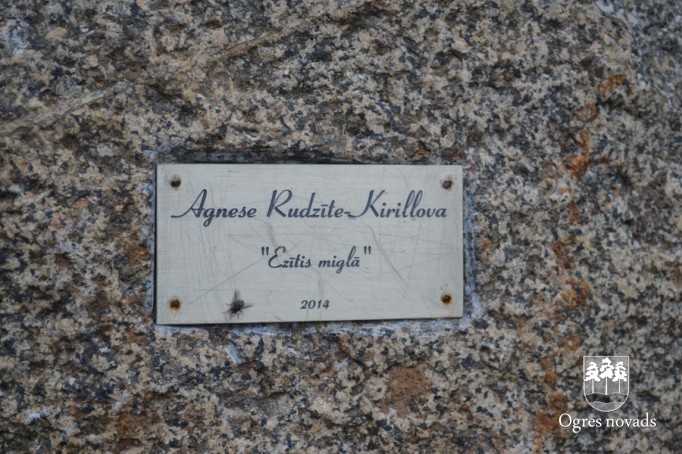 Agnese Rudzīte-Kirillova
"Ezītis miglā"
2014
Ogres novads